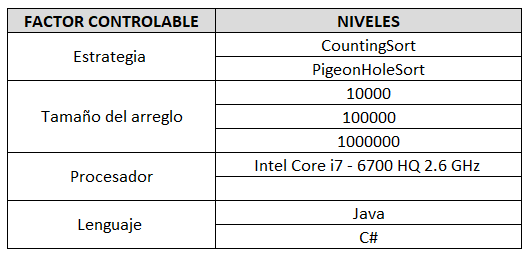 FACTOR CONTROLABLE NIVELES
Estrategia
CountingSort
PigeonHoleSort
Tamaño del arreglo
10000
100000
1000000
Procesador
Intel Core i7 - 6700 HQ 2.6 GHz
Lenguaje
Java
C#